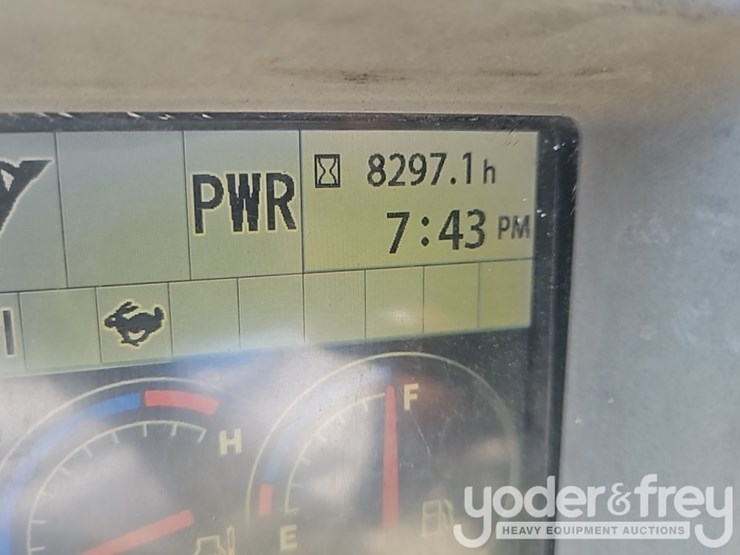 PWR
8297.1 h
7:43 PM
H
F
E
yoder&frey
HEAVY EQUIPMENT AUCTIONS